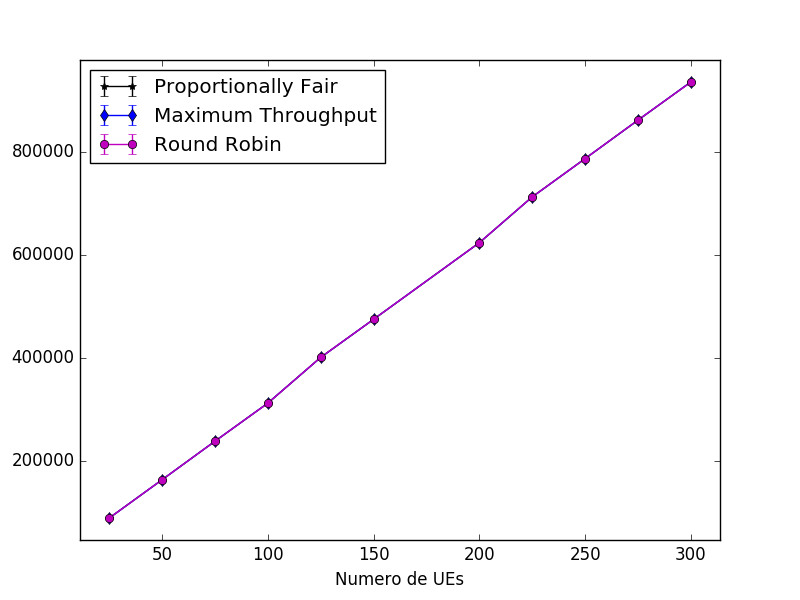 Proportionally Fair
Maximum Throughput
Round Robin
800000
600000
400000
200000
50 100 150 200 250 300
Numero de UEs